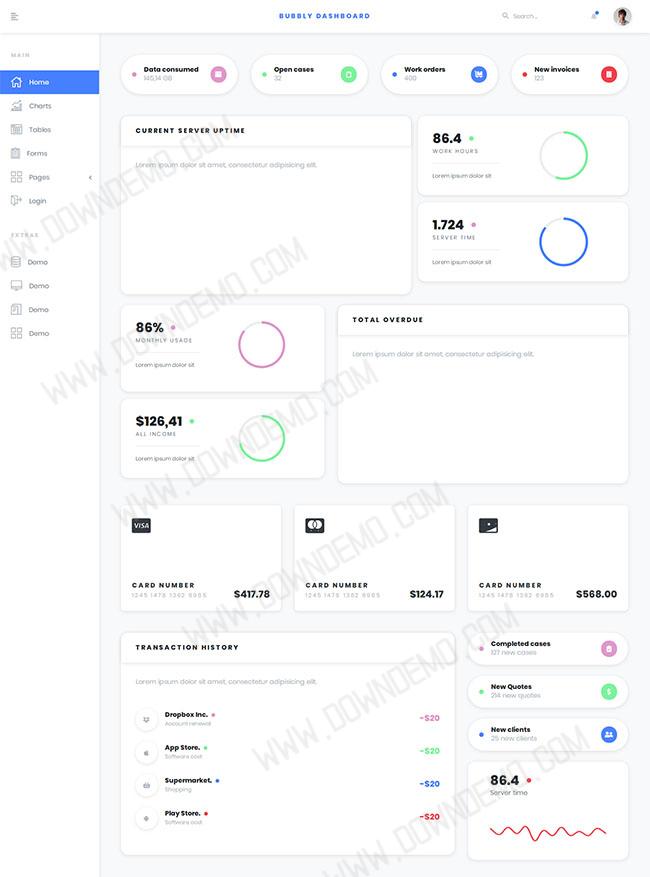 BUBBLY DASHBOARD
Search...
MAIN
Home
Charts
Tables
Forms
Pages
Login
EXTRAS
Demo
Demo
Demo
Demo
Data consumed
145,14 GB
Open cases
32
Work orders
400
New invoices
123
CURRENT SERVER UPTIME
Lorem ipsum dolor sit amet, consectetur adipisicing elit.
86.4
WORK HOURS
Lorem ipsum dolor sit
1.724
SERVER TIME
Lorem ipsum dolor sit
86%
MONTHLY USAGE
Lorem ipsum dolor sit
$126,41
ALL INCOME
Lorem ipsum dolor sit
TOTAL OVERDUE
Lorem ipsum dolor sit amet, consectetur adipisicing elit.
VISA
CARD NUMBER
1245 1478 1362 6985
$417.78
CARD NUMBER
1245 1478 1362 6985
$124.17
CARD NUMBER
1245 1478 1362 6985
$568.00
TRANSACTION HISTORY
Lorem ipsum dolor sit amet, consectetur adipisicing elit.
Dropbox Inc.
Account renewal
-$20
App Store.
Software cost
-$20
Supermarket.
Shopping
-$20
Play Store.
Software cost
-$20
Completed cases
127 new cases
New Quotes
214 new quotes
New clients
25 new clients
86.4
Server time
WWW.DOWNDEMO.COM
WWW.DOWNDEMO.COM
WWW.DOWNDEMO.COM
WWW.DOWNDEMO.COM
WWW.DOWNDEMO.COM
WWW.DOWNDEMO.COM